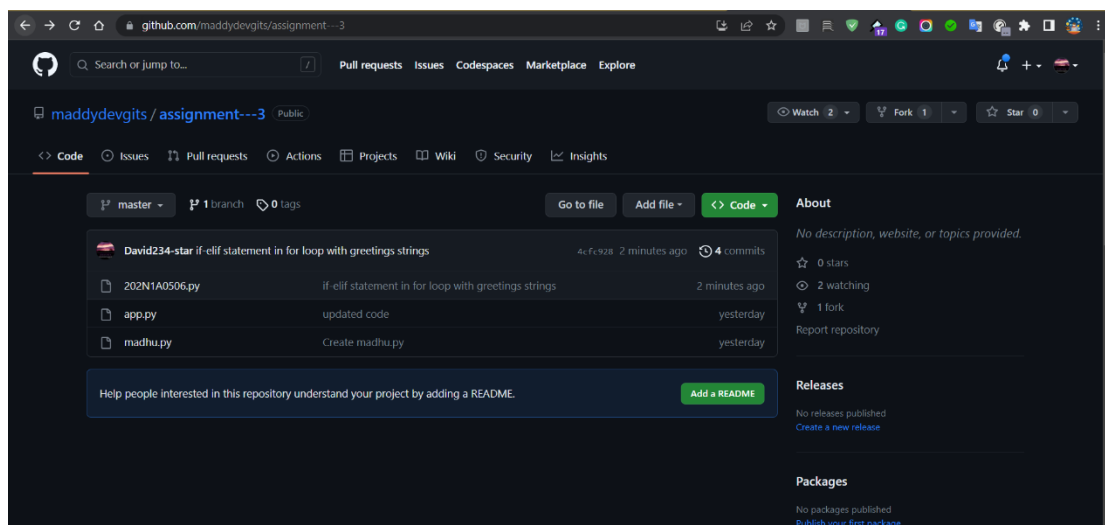 github.com/maddydevgits/assignment---3
17
Search or jump to... /
Pull requests Issues Codespaces Marketplace Explore
maddydevgits / assignment---3 Public
Watch 2 Fork 1 Star 0
Code Issues Pull requests Actions Projects Wiki Security Insights
master 1 branch 0 tags Go to file Add file Code
David234-star if-elif statement in for loop with greetings strings 4cfc928 2 minutes ago 4 commits
202N1A0506.py if-elif statement in for loop with greetings strings 2 minutes ago
app.py updated code yesterday
madhu.py Create madhu.py yesterday
Help people interested in this repository understand your project by adding a README. Add a README
About
No description, website, or topics provided.
0 stars
2 watching
1 fork
Report repository
Releases
No releases published
Create a new release
Packages
No packages published
Publish your first package